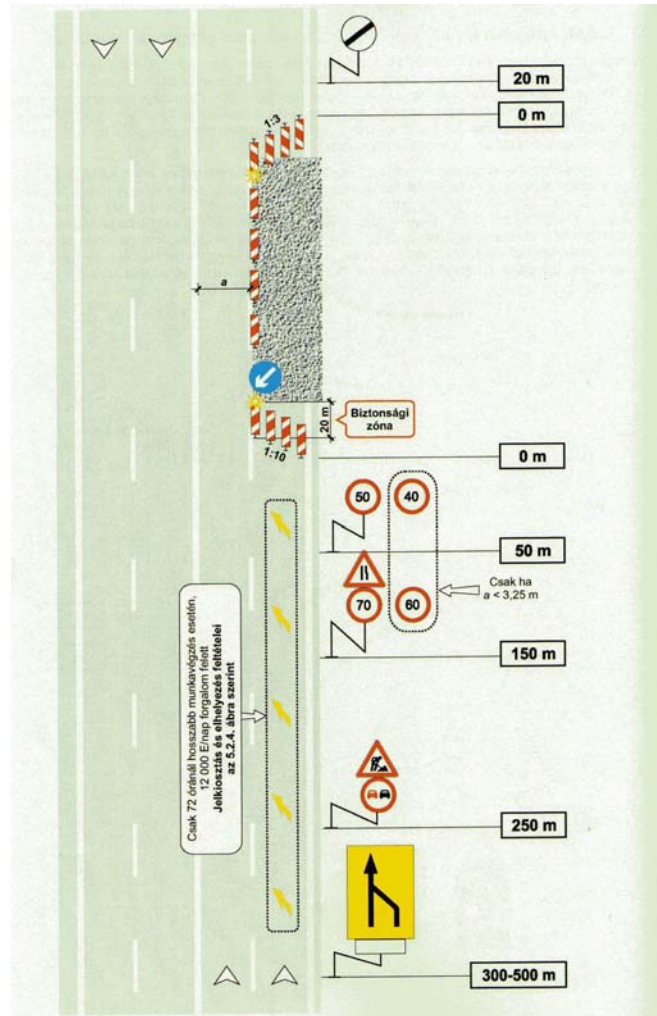 20 m
0 m
1:3
a
20 m
Biztonsági
zóna
1:10
0 m
50
40
50 m
Csak ha
a < 3,25 m
70
60
150 m
Csak 72 óránál hosszabb munkavégzés esetén,
12 000 E/nap forgalom felett
Jelkiosztás és elhelyezés feltételei
az 5.2.4. ábra szerint
250 m
300-500 m